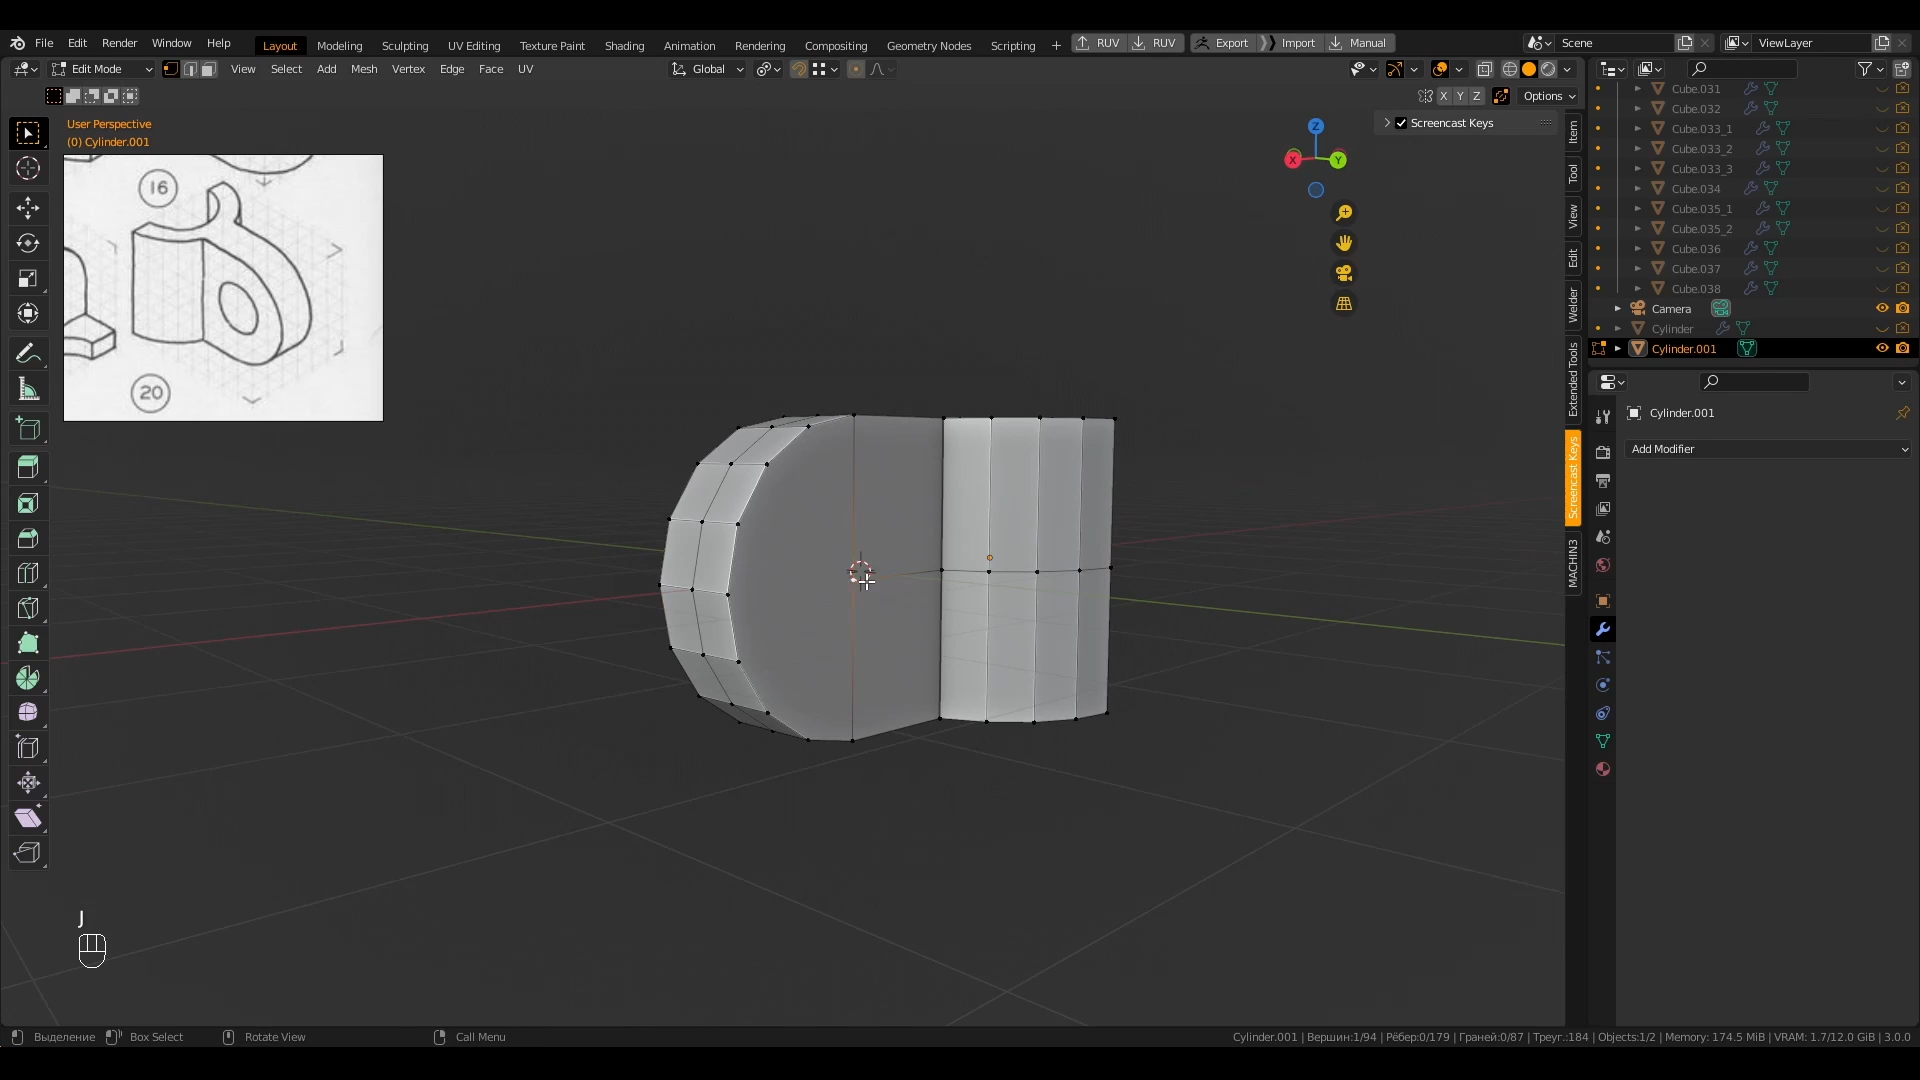 File Edit Render Window Help Layout Modeling Sculpting UV Editing Texture Paint Shading Animation Rendering Compositing Geometry Nodes Scripting + RUV RUV Export Import Manual Scene ViewLayer
Edit Mode View Select Add Mesh Vertex Edge Face UV Global
X Y Z Options
User Perspective
(0) Cylinder.001
Screencast Keys
Z
X Y
16
20
Item
Tool
View
Edit
Welder
Extended Tools
Screencast Keys
MACHIN3
Cube.031
Cube.032
Cube.033_1
Cube.033_2
Cube.033_3
Cube.034
Cube.035_1
Cube.035_2
Cube.036
Cube.037
Cube.038
Camera
Cylinder
Cylinder.001
Cylinder.001
Add Modifier
J
Выделение Box Select Rotate View Call Menu Cylinder.001 | Вершин:1/94 | Рёбер:0/179 | Граней:0/87 | Треуг.:184 | Objects:1/2 | Memory: 174.5 MiB | VRAM: 1.7/12.0 GiB | 3.0.0